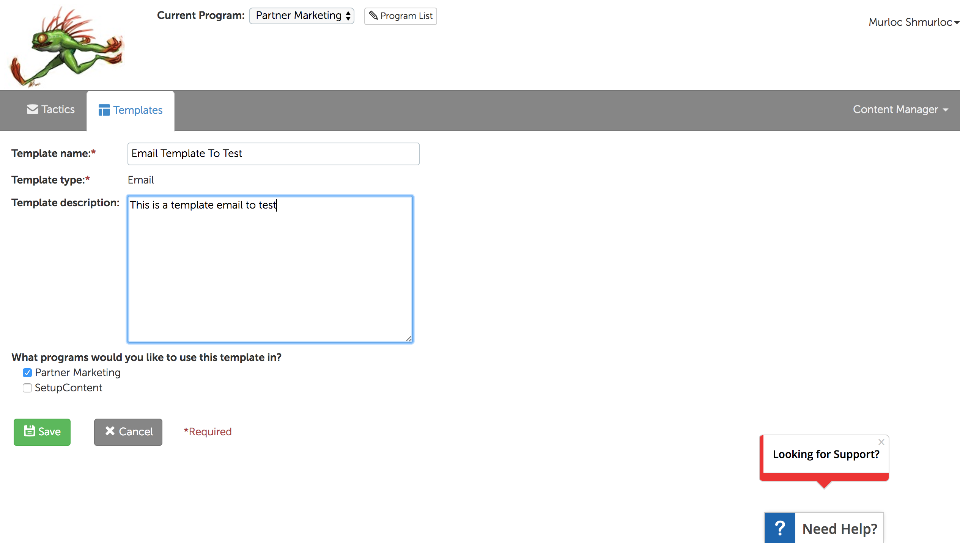 Current Program: Partner Marketing Program List
Murloc Shmurloc
Tactics Templates Content Manager
Template name:* Email Template To Test
Template type:* Email
Template description: This is a template email to test
What programs would you like to use this template in?
Partner Marketing
SetupContent
Save Cancel *Required
Looking for Support?
? Need Help?